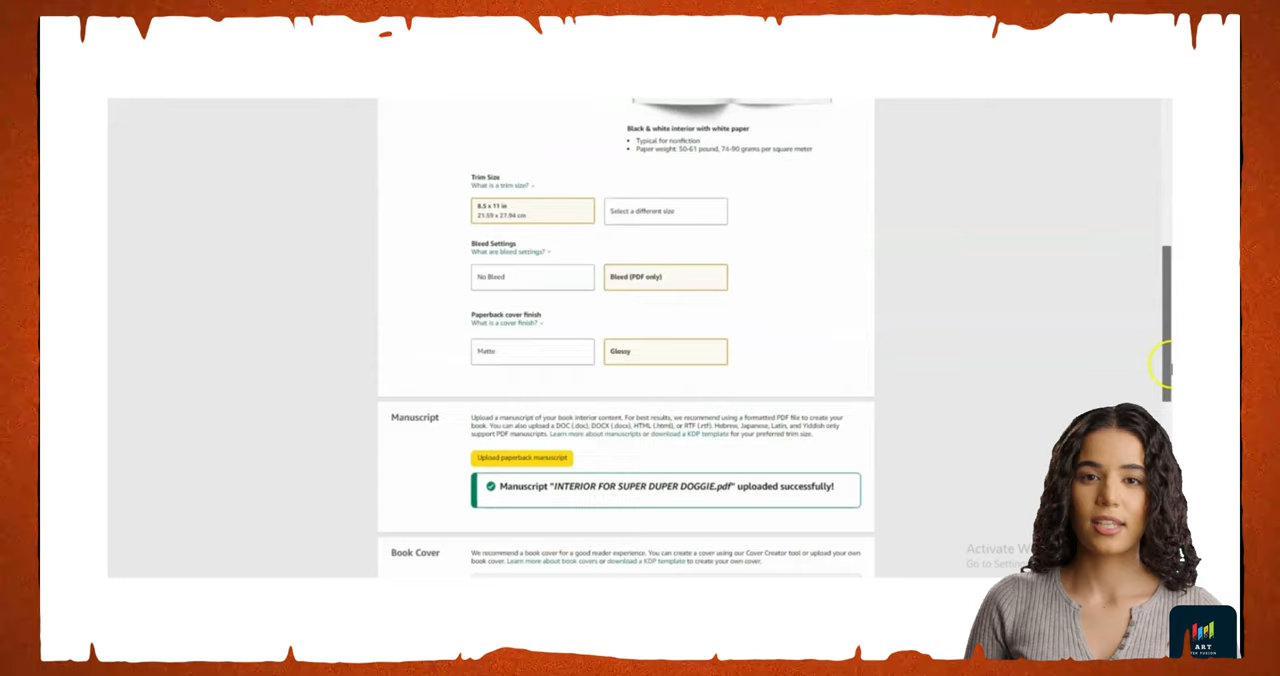 Black & white interior with white paper
Typical for nonfiction
Paper weight: 50-61 pound, 74-90 grams per square meter
Trim Size
What is a trim size?
8.5 x 11 in
21.59 x 27.94 cm
Select a different size
Bleed Settings
What are bleed settings?
No Bleed
Bleed (PDF only)
Paperback cover finish
What is a cover finish?
Matte
Glossy
Manuscript
Upload a manuscript of your book interior content. For best results, we recommend using a formatted PDF file to create your
book. You can also upload a DOC (.doc), DOCX (.docx), HTML (.html), or RTF (.rtf). Hebrew, Japanese, Latin, and Yiddish only
support PDF manuscripts. Learn more about manuscripts or download a KDP template for your preferred trim size.
Upload paperback manuscript
Manuscript "INTERIOR FOR SUPER DUPER DOGGIE.pdf" uploaded successfully!
Book Cover
We recommend a book cover for a good reader experience. You can create a cover using our Cover Creator tool or upload your own
book cover. Learn more about book covers or download a KDP template to create your own cover.
Activate W
Go to Settin
ART